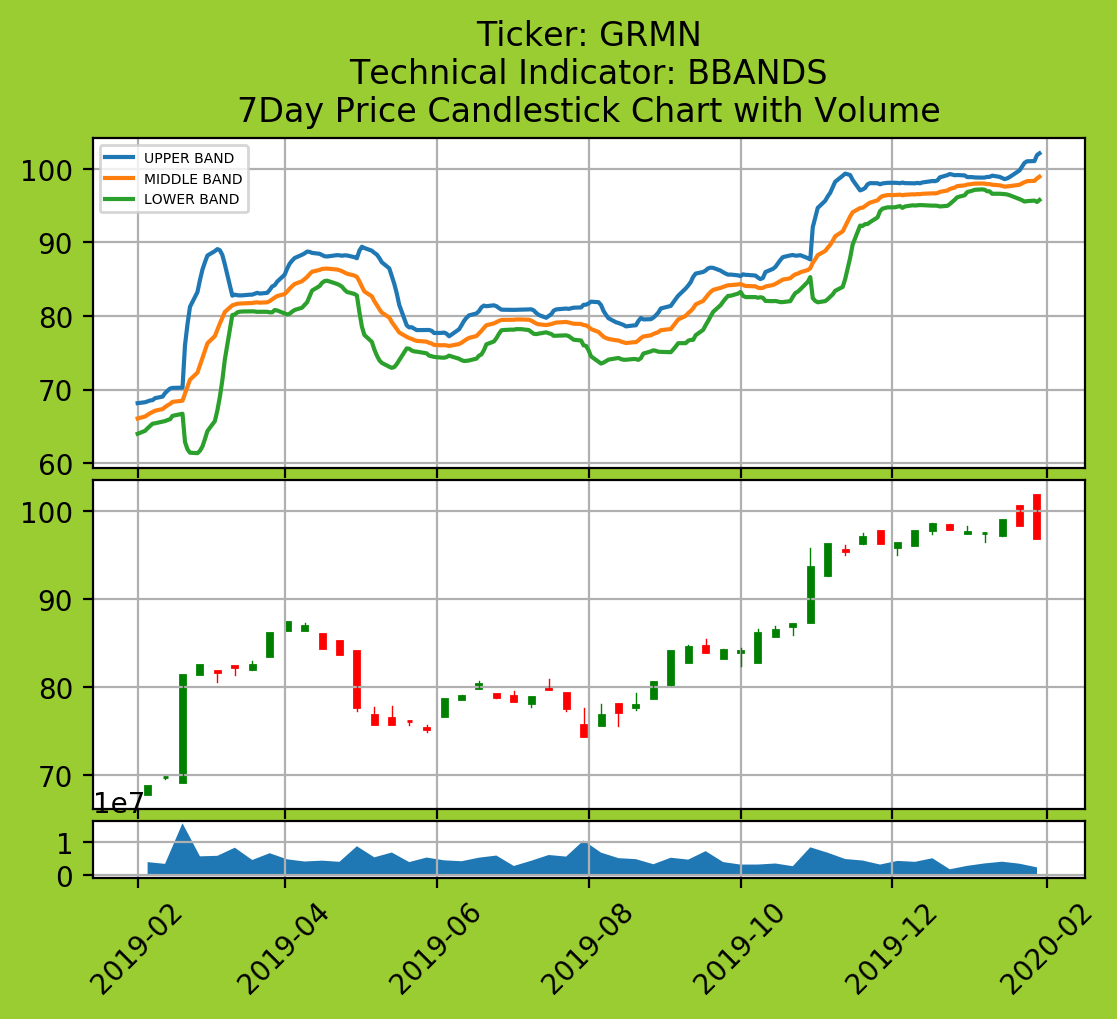 Ticker: GRMN
Technical Indicator: BBANDS
7Day Price Candlestick Chart with Volume
UPPER BAND
MIDDLE BAND
LOWER BAND
100
90
80
70
60
100
90
80
70
1e7
1
0
2019-02
2019-04
2019-06
2019-08
2019-10
2019-12
2020-02